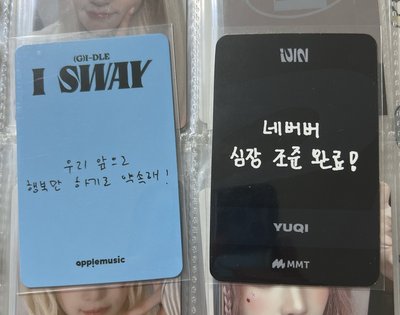 (G)I-DLE
I SWAY
우리 앞으로
행복만 하기로 약속해!
applemusic
네버버
심장 조준 완료!
YUQI
MMT